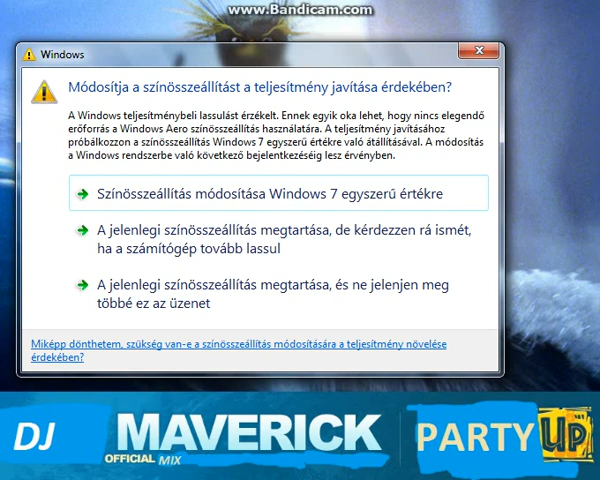 www.Bandicam.com
Windows
Módosítja a színösszeállítást a teljesítmény javítása érdekében?
A Windows teljesítménybeli lassulást érzékelt. Ennek egyik oka lehet, hogy nincs elegendő
erőforrás a Windows Aero színösszeállítás használatára. A teljesítmény javításához
próbálkozzon a színösszeállítás Windows 7 egyszerű értékre való átállításával. A módosítás
a Windows rendszerbe való következő bejelentkezéséig lesz érvényben.
Színösszeállítás módosítása Windows 7 egyszerű értékre
A jelenlegi színösszeállítás megtartása, de kérdezzen rá ismét,
ha a számítógép tovább lassul
A jelenlegi színösszeállítás megtartása, és ne jelenjen meg
többé ez az üzenet
Miképp dönthetem, szükség van-e a színösszeállítás módosítására a teljesítmény növelése
érdekében?
DJ MAVERICK PARTY UP
OFFICIAL MIX